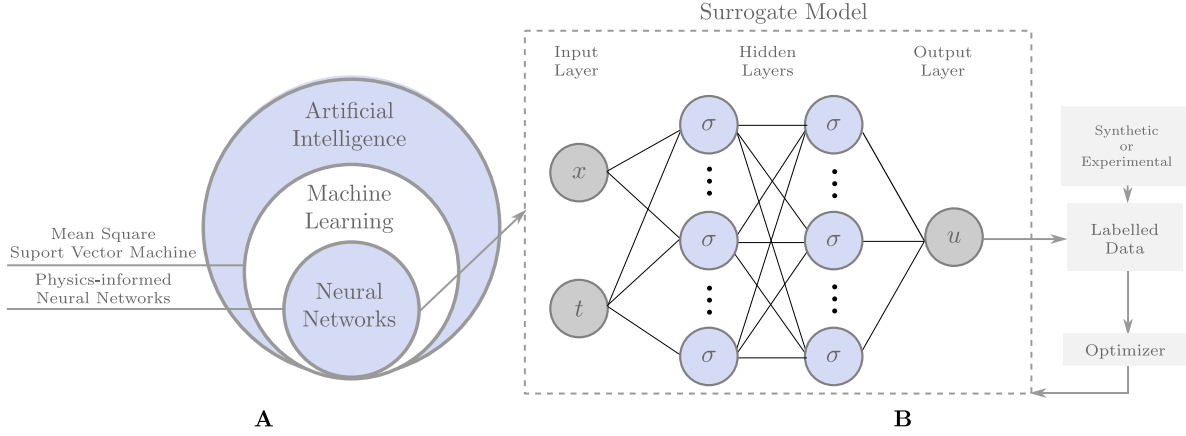 Surrogate Model
Artificial
Intelligence
Machine
Learning
Neural
Networks
Mean Square
Suport Vector Machine
Physics-informed
Neural Networks
A
Input
Layer
Hidden
Layers
Output
Layer
x
t
σ
σ
σ
σ
σ
σ
u
Synthetic
or
Experimental
Labelled
Data
Optimizer
B